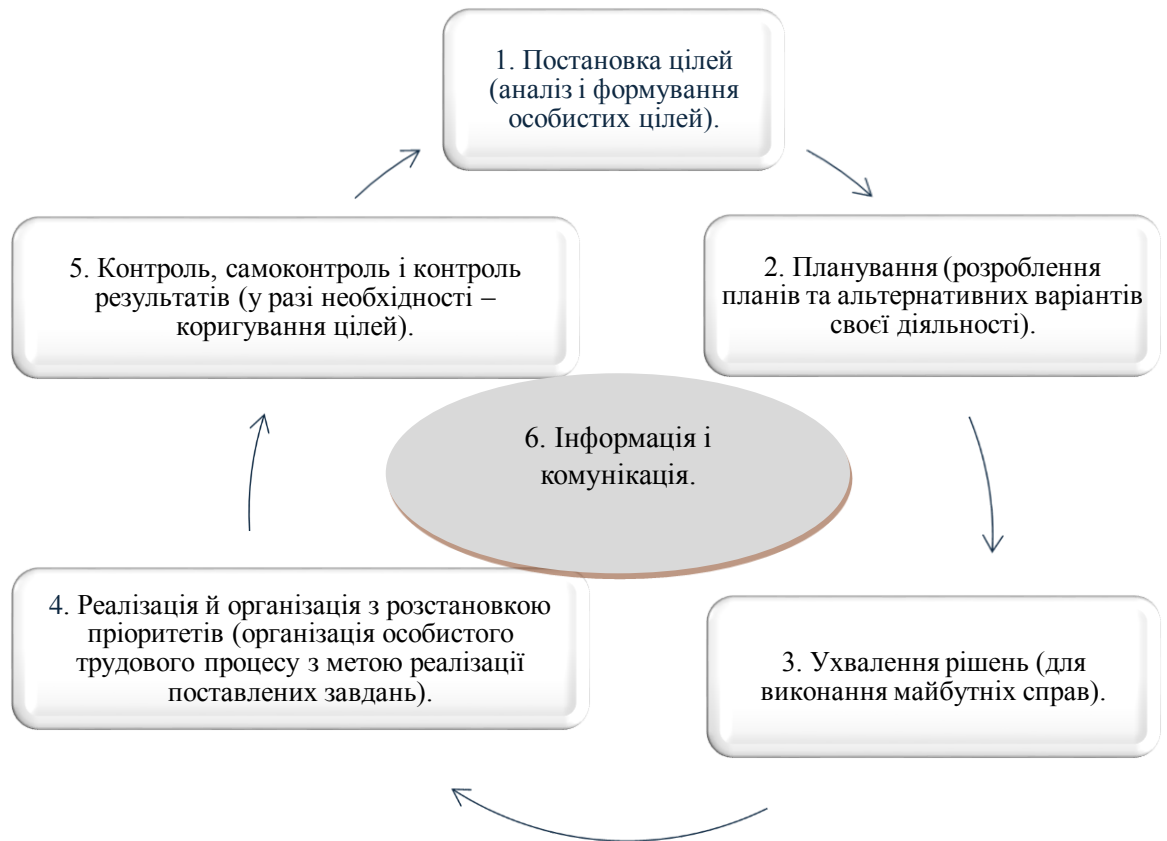 1. Постановка цілей
(аналіз і формування
особистих цілей).
2. Планування (розроблення
планів та альтернативних варіантів
своєї діяльності).
3. Ухвалення рішень (для
виконання майбутніх справ).
4. Реалізація й організація з розстановкою
пріоритетів (організація особистого
трудового процесу з метою реалізації
поставлених завдань).
5. Контроль, самоконтроль і контроль
результатів (у разі необхідності –
коригування цілей).
6. Інформація і
комунікація.